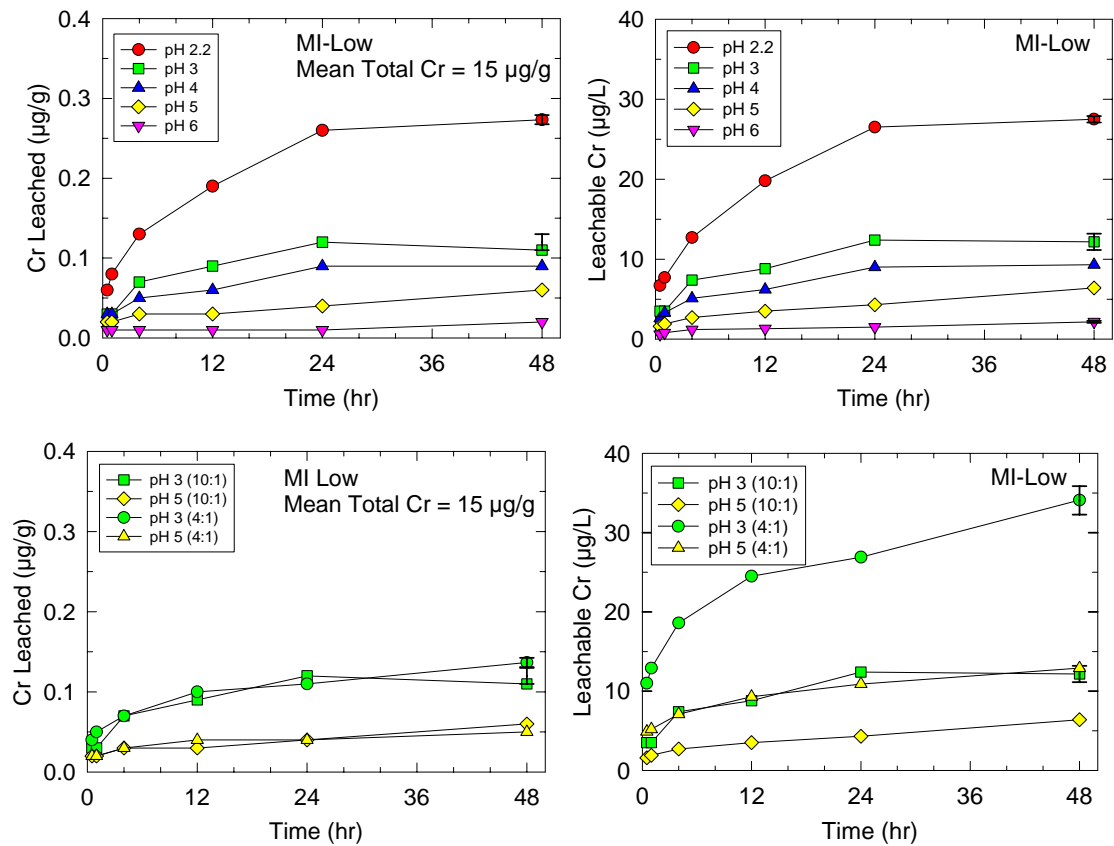 0.4
0.3
0.2
0.1
0.0
Cr Leached (µg/g)
pH 2.2
pH 3
pH 4
pH 5
pH 6
MI-Low
Mean Total Cr = 15 µg/g
0 12 24 36 48
Time (hr)
40
30
20
10
0
Leachable Cr (µg/L)
pH 2.2
pH 3
pH 4
pH 5
pH 6
MI-Low
0 12 24 36 48
Time (hr)
0.4
0.3
0.2
0.1
0.0
Cr Leached (µg/g)
pH 3 (10:1)
pH 5 (10:1)
pH 3 (4:1)
pH 5 (4:1)
MI Low
Mean Total Cr = 15 µg/g
0 12 24 36 48
Time (hr)
40
30
20
10
0
Leachable Cr (µg/L)
pH 3 (10:1)
pH 5 (10:1)
pH 3 (4:1)
pH 5 (4:1)
MI-Low
0 12 24 36 48
Time (hr)